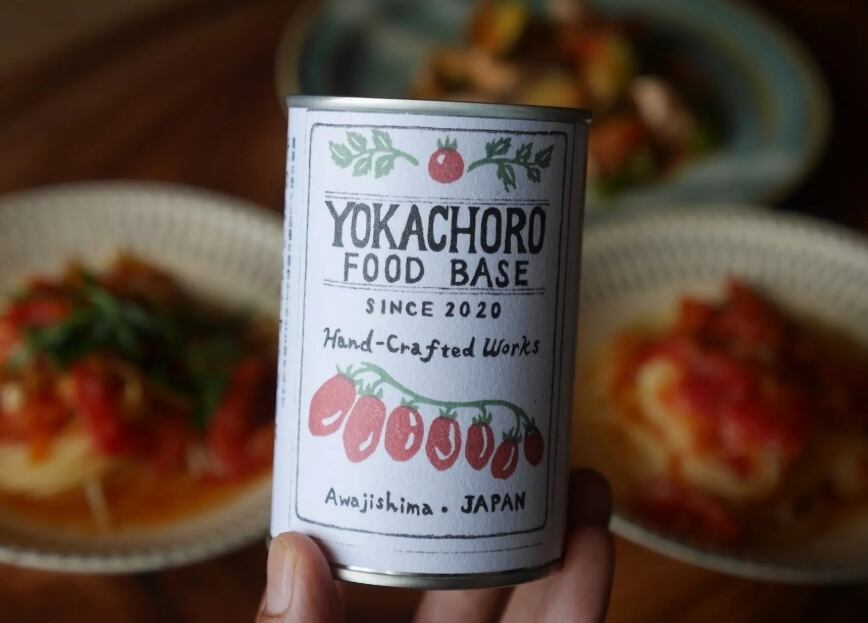 YOKACHORO
FOOD BASE
SINCE 2020
Hand-Crafted Works
Awajishima • JAPAN